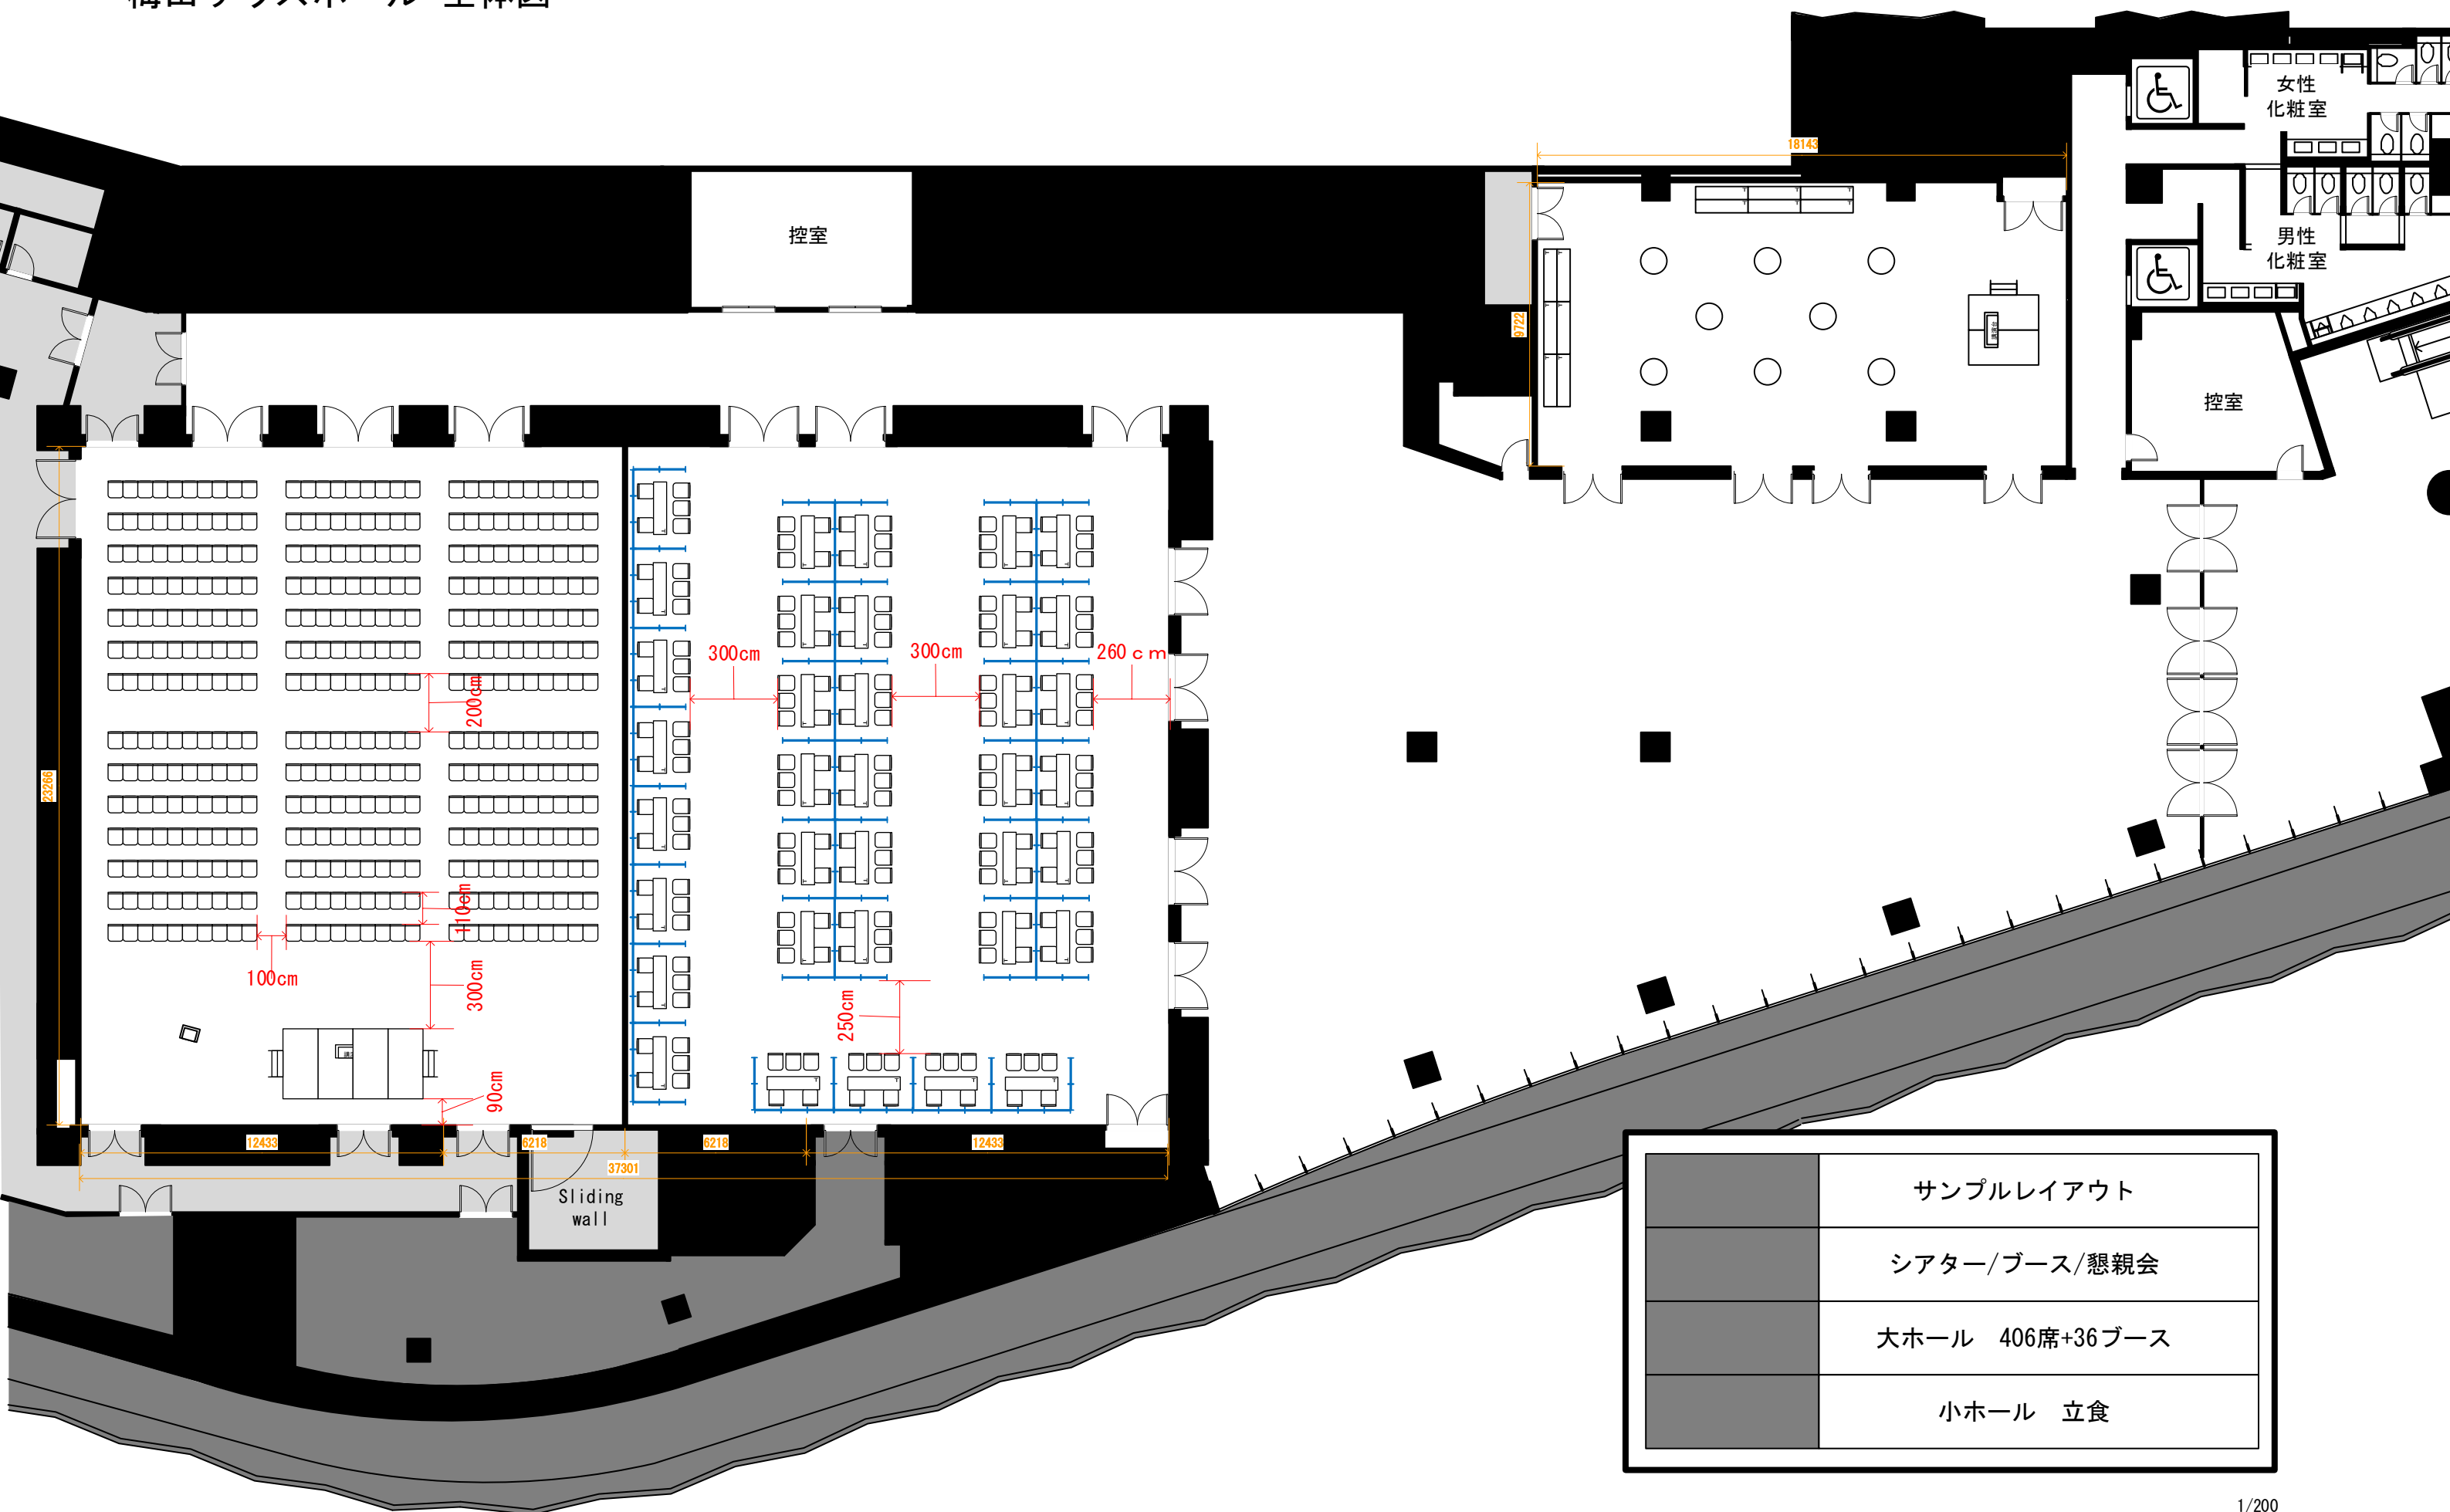 18143
女性
化粧室
控室
男性
化粧室
9722
控室
300cm
300cm
260ｃｍ
200cm
23266
110cm
100cm
300cm
250cm
90cm
12433
6218
6218
12433
37301
Sliding
wall
サンプルレイアウト
シアター/ブース/懇親会
大ホール　406席+36ブース
小ホール　立食
1/200